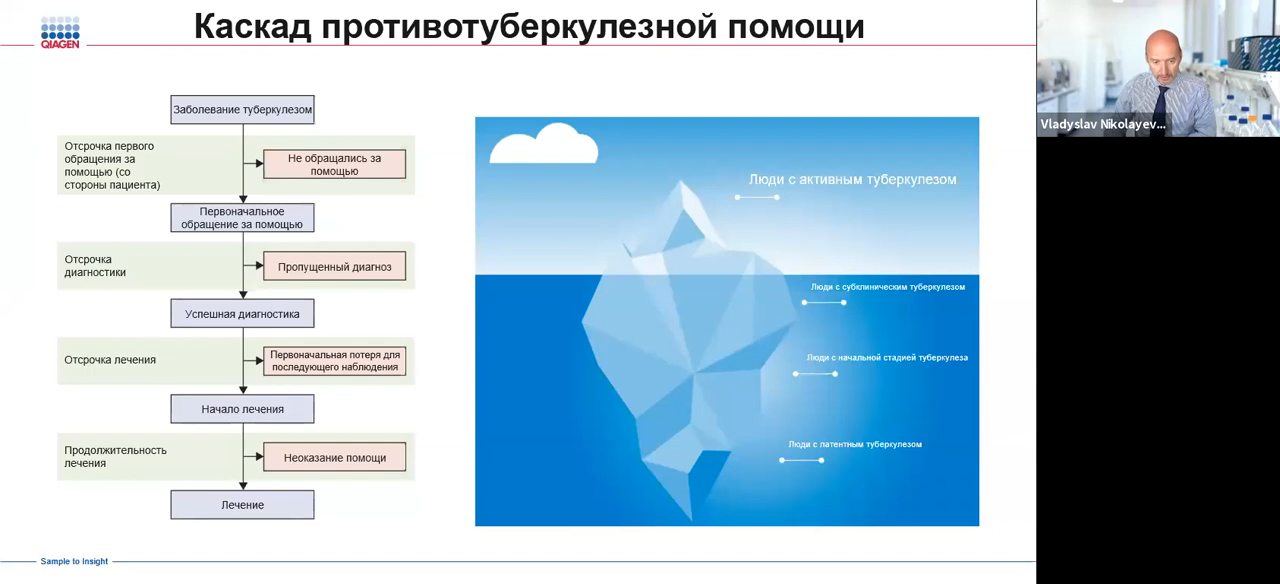 Каскад противотуберкулезной помощи
QIAGEN
Vladyslav Nikolayev...
Заболевание туберкулезом
Отсрочка первого
обращения за
помощью (со
стороны пациента)
Не обращались за
помощью
Первоначальное
обращение за помощью
Отсрочка
диагностики
Пропущенный диагноз
Успешная диагностика
Отсрочка лечения
Первоначальная потеря для
последующего наблюдения
Начало лечения
Продолжительность
лечения
Неоказание помощи
Лечение
Люди с активным туберкулезом
Люди с субклиническим туберкулезом
Люди с начальной стадией туберкулеза
Люди с латентным туберкулезом
Sample to Insight